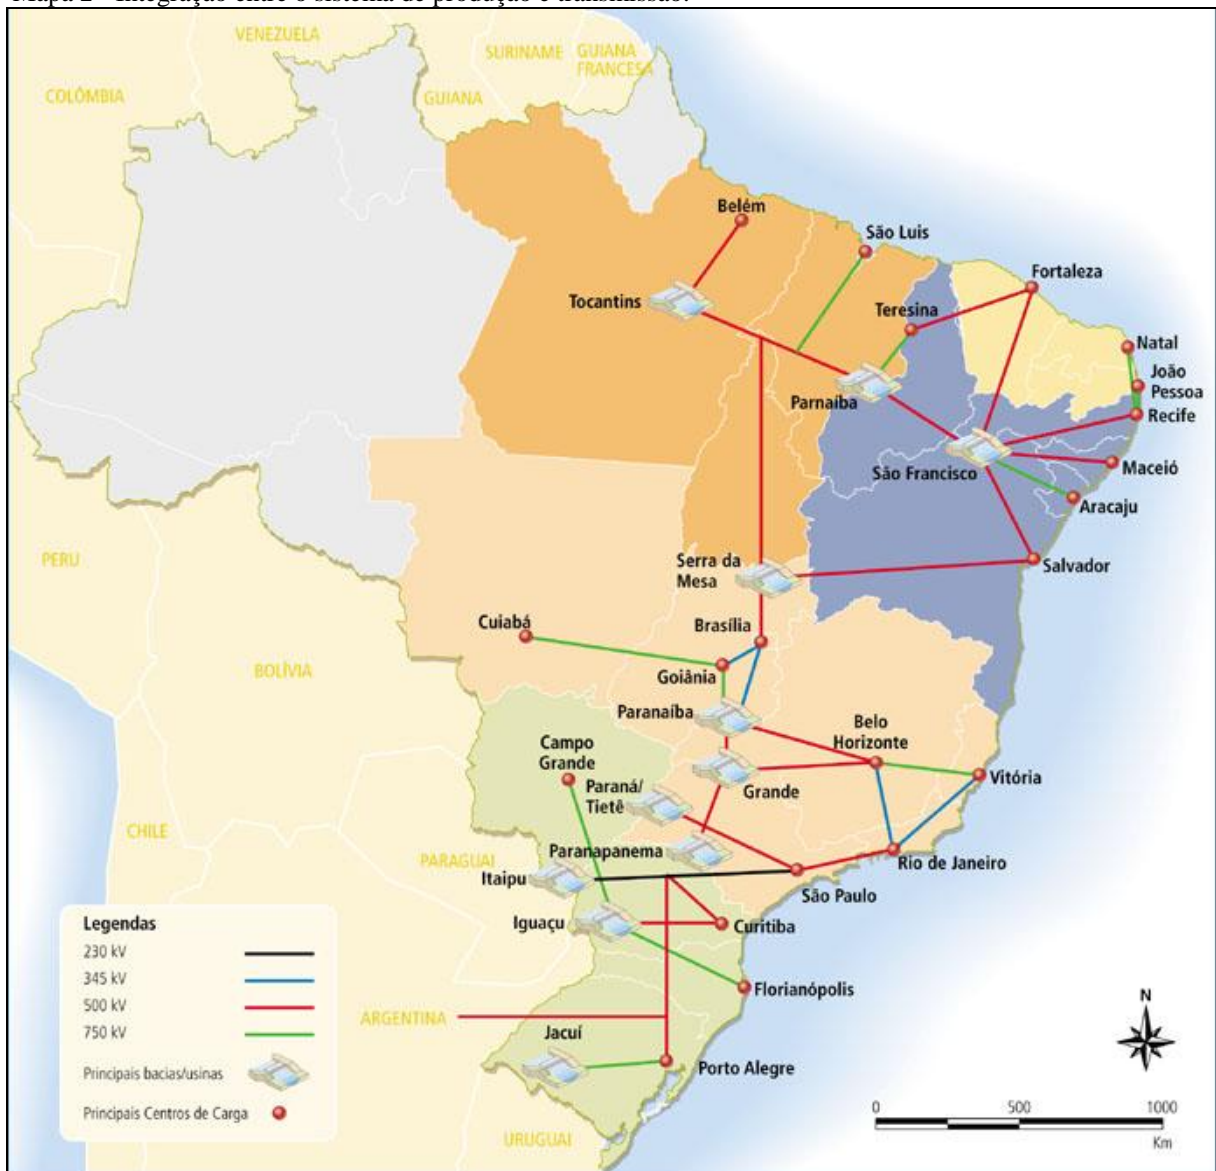 Mapa 2 - Integração entre o sistema de produção e transmissão.
VENEZUELA
SURINAME
GUIANA
FRANCESA
COLÔMBIA
GUIANA
Belém
São Luis
Fortaleza
Tocantins
Teresina
Natal
João
Pessoa
Parnaíba
Recife
São Francisco
Maceió
Aracaju
PERU
Serra da
Mesa
Salvador
Cuiabá
Brasília
BOLÍVIA
Goiânia
Paranaíba
Belo
Horizonte
Campo
Grande
Paraná/
Tietê
Grande
Vitória
CHILE
PARAGUAI
Paranapanema
Rio de Janeiro
Itaipu
São Paulo
Iguaçu
Curitiba
Florianópolis
ARGENTINA
Jacuí
Porto Alegre
URUGUAI
Legendas
230 kV
345 kV
500 kV
750 kV
Principais bacias/usinas
Principais Centros de Carga
N
0 500 1000
Km